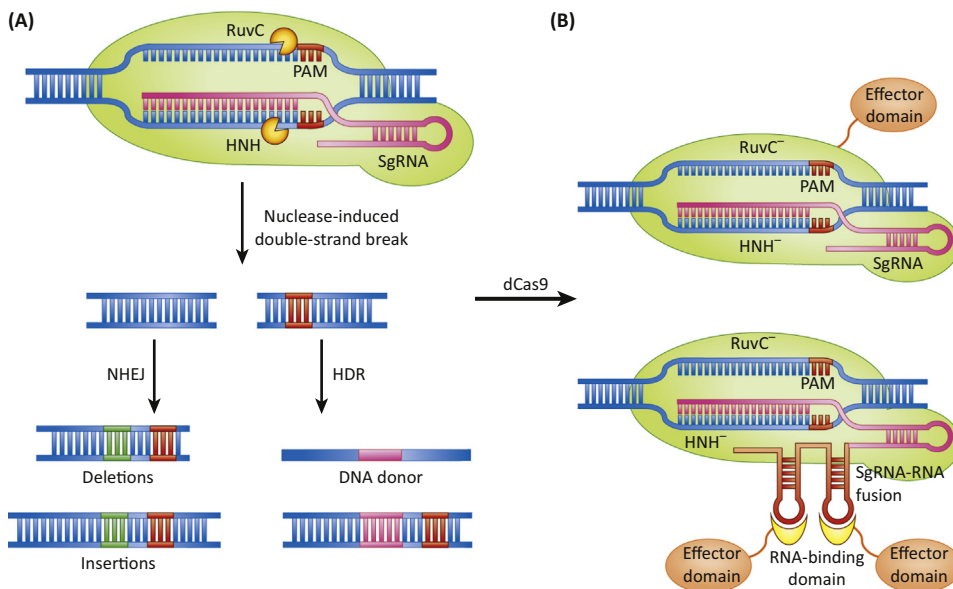 (A)
RuvC
PAM
HNH
SgRNA
Nuclease-induced
double-strand break
NHEJ
HDR
Deletions
DNA donor
Insertions
dCas9
(B)
Effector
domain
RuvC⁻
PAM
HNH⁻
SgRNA
RuvC⁻
PAM
HNH⁻
SgRNA-RNA
fusion
Effector
domain
RNA-binding
domain
Effector
domain